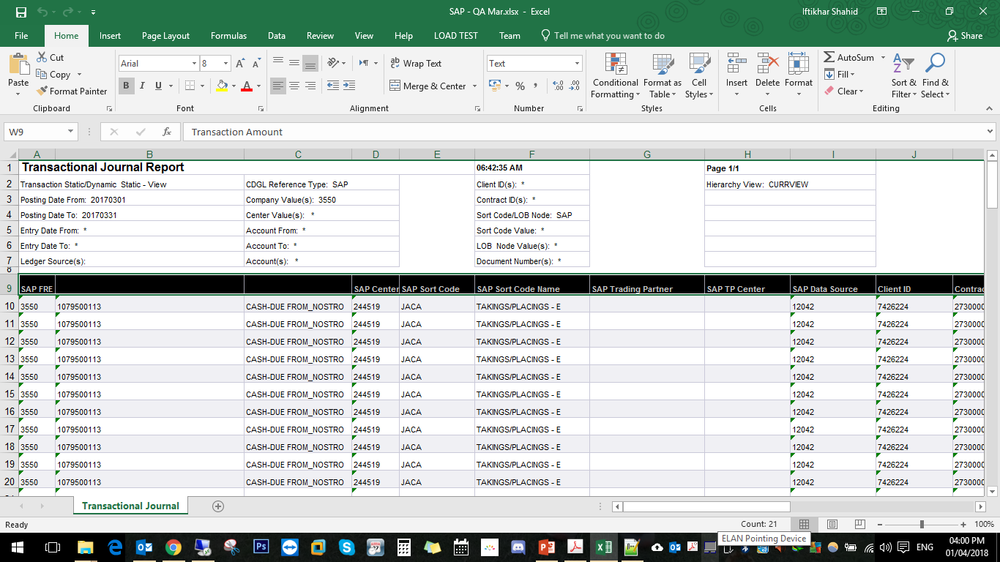 SAP - QA Mar.xlsx - Excel
Iftikhar Shahid
File Home Insert Page Layout Formulas Data Review View Help LOAD TEST Team Tell me what you want to do Share
Paste Cut Copy Format Painter Clipboard
Arial 8 A A B I U A Font
Wrap Text Merge & Center Alignment
Text % , .00 Number
Conditional Formatting Format as Table Cell Styles Styles
Insert Delete Format Cells
AutoSum Fill Clear Sort & Filter Find & Select Editing
W9 fx Transaction Amount
A B C D E F G H I J
1 Transactional Journal Report 06:42:35 AM Page 1/1
2 Transaction Static/Dynamic Static - View CDGL Reference Type: SAP Client ID(s): * Hierarchy View: CURRVIEW
3 Posting Date From: 20170301 Company Value(s): 3550 Contract ID(s): *
4 Posting Date To: 20170331 Center Value(s): * Sort Code/LOB Node: SAP
5 Entry Date From: * Account From: * Sort Code Value: *
6 Entry Date To: * Account To: * LOB Node Value(s): *
7 Ledger Source(s): Account(s): * Document Number(s): *
8
9 SAP FRE SAP Center SAP Sort Code SAP Sort Code Name SAP Trading Partner SAP TP Center SAP Data Source Client ID Contrac
10 3550 1079500113 CASH-DUE FROM_NOSTRO 244519 JACA TAKINGS/PLACINGS - E 12042 7426224 2730000
11 3550 1079500113 CASH-DUE FROM_NOSTRO 244519 JACA TAKINGS/PLACINGS - E 12042 7426224 2730000
12 3550 1079500113 CASH-DUE FROM_NOSTRO 244519 JACA TAKINGS/PLACINGS - E 12042 7426224 2730000
13 3550 1079500113 CASH-DUE FROM_NOSTRO 244519 JACA TAKINGS/PLACINGS - E 12042 7426224 2730000
14 3550 1079500113 CASH-DUE FROM_NOSTRO 244519 JACA TAKINGS/PLACINGS - E 12042 7426224 2730000
15 3550 1079500113 CASH-DUE FROM_NOSTRO 244519 JACA TAKINGS/PLACINGS - E 12042 7426224 2730000
16 3550 1079500113 CASH-DUE FROM_NOSTRO 244519 JACA TAKINGS/PLACINGS - E 12042 7426224 2730000
17 3550 1079500113 CASH-DUE FROM_NOSTRO 244519 JACA TAKINGS/PLACINGS - E 12042 7426224 2730000
18 3550 1079500113 CASH-DUE FROM_NOSTRO 244519 JACA TAKINGS/PLACINGS - E 12042 7426224 2730000
19 3550 1079500113 CASH-DUE FROM_NOSTRO 244519 JACA TAKINGS/PLACINGS - E 12042 7426224 2730000
20 3550 1079500113 CASH-DUE FROM_NOSTRO 244519 JACA TAKINGS/PLACINGS - E 12042 7426224 2730000
Transactional Journal
Ready Count: 21 100%
ELAN Pointing Device
ENG
04:00 PM
01/04/2018